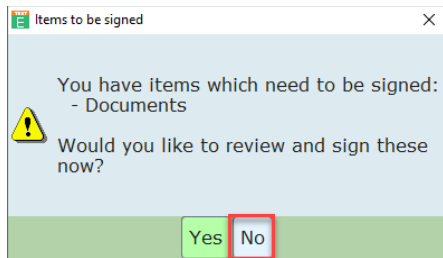 TEST
E Items to be signed
You have items which need to be signed:
- Documents
Would you like to review and sign these
now?
Yes No